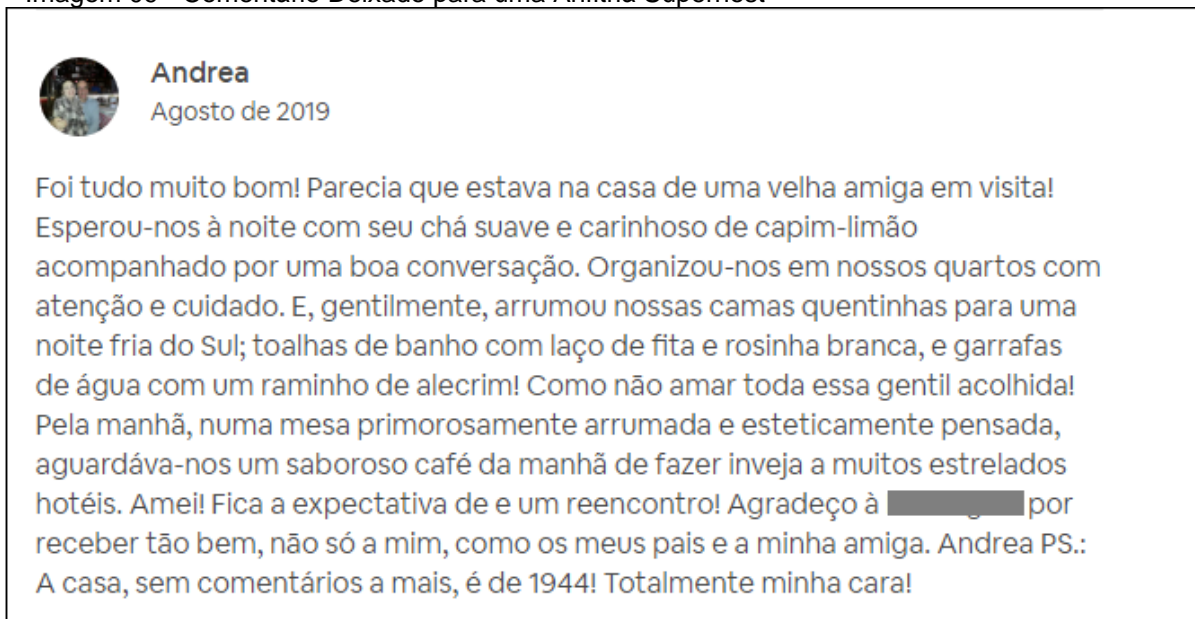 Comentário Deixado para uma Anfitriã Superhost
Andrea
Agosto de 2019
Foi tudo muito bom! Parecia que estava na casa de uma velha amiga em visita!
Esperou-nos à noite com seu chá suave e carinhoso de capim-limão
acompanhado por uma boa conversação. Organizou-nos em nossos quartos com
atenção e cuidado. E, gentilmente, arrumou nossas camas quentinhas para uma
noite fria do Sul; toalhas de banho com laço de fita e rosinha branca, e garrafas
de água com um raminho de alecrim! Como não amar toda essa gentil acolhida!
Pela manhã, numa mesa primorosamente arrumada e esteticamente pensada,
aguardáva-nos um saboroso café da manhã de fazer inveja a muitos estrelados
hotéis. Amei! Fica a expectativa de e um reencontro! Agradeço à por
receber tão bem, não só a mim, como os meus pais e a minha amiga. Andrea PS.:
A casa, sem comentários a mais, é de 1944! Totalmente minha cara!